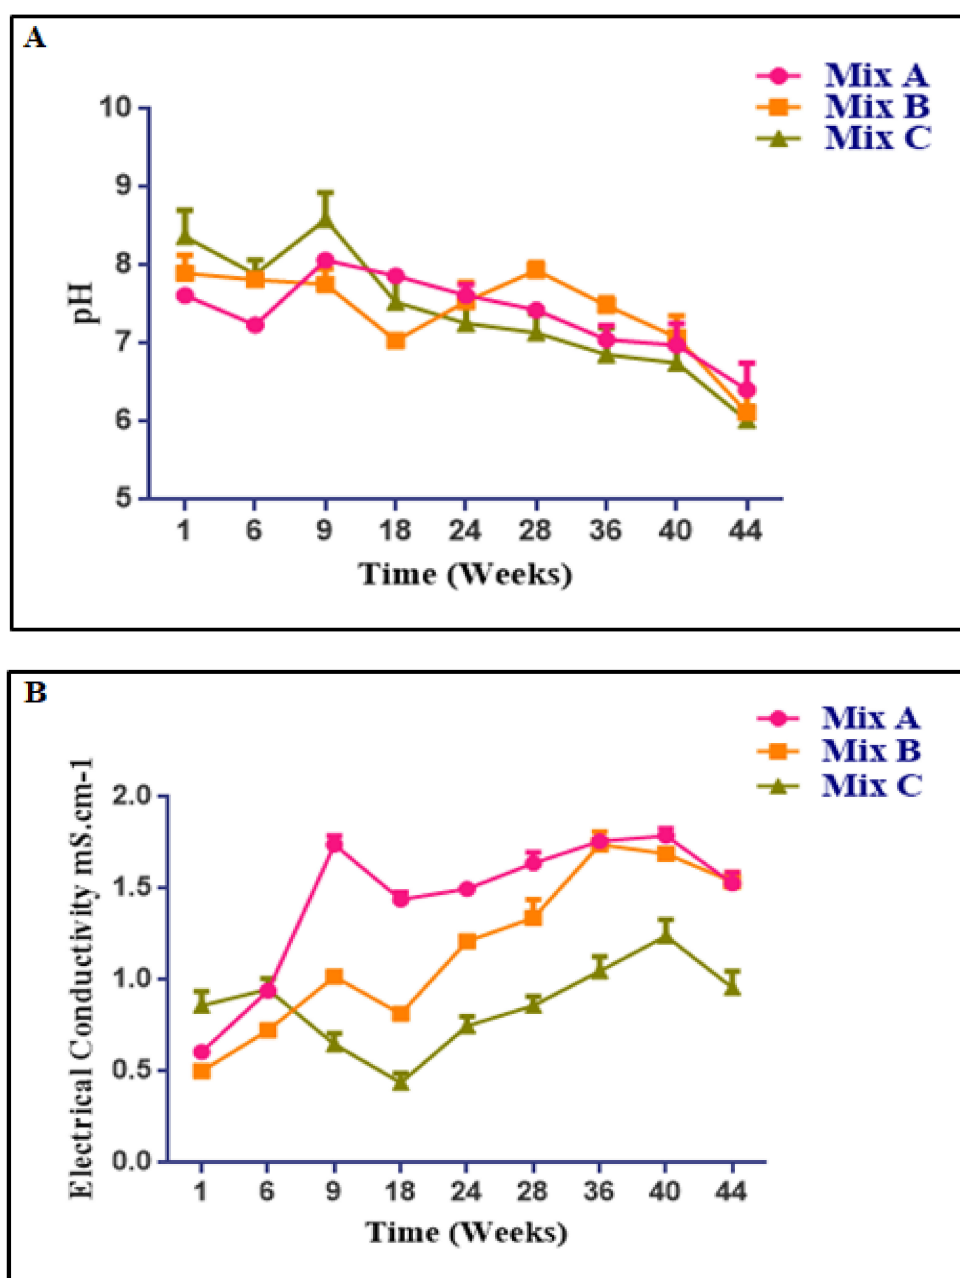 A
Mix A
Mix B
Mix C
10
9
8
7
6
5
pH
1 6 9 18 24 28 36 40 44
Time (Weeks)
B
Mix A
Mix B
Mix C
2.0
1.5
1.0
0.5
0.0
Electrical Conductivity mS.cm-1
1 6 9 18 24 28 36 40 44
Time (Weeks)